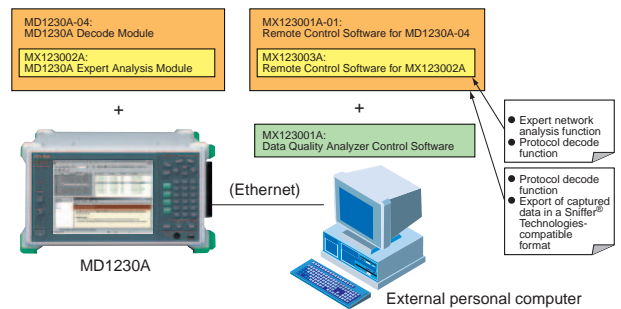 MD1230A-04:
MD1230A Decode Module
MX123002A:
MD1230A Expert Analysis Module
+
MX123001A-01:
Remote Control Software for MD1230A-04
MX123003A:
Remote Control Software for MX123002A
+
MX123001A:
Data Quality Analyzer Control Software
● Expert network
analysis function
● Protocol decode
function
● Protocol decode
function
● Export of captured
data in a Sniffer®
Technologies-
compatible
format
(Ethernet)
MD1230A
External personal computer